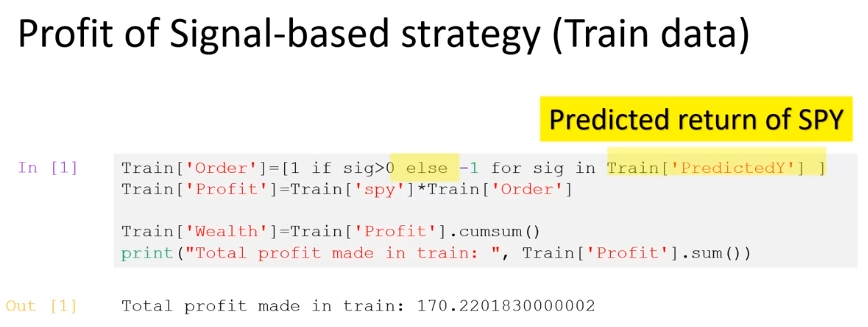 Profit of Signal-based strategy (Train data)
Predicted return of SPY
In [1]
Train['Order']=[1 if sig>0 else -1 for sig in Train['PredictedY'] ]
Train['Profit']=Train['spy']*Train['Order']
Train['Wealth']=Train['Profit'].cumsum()
print("Total profit made in train: ", Train['Profit'].sum())
Out [1]
Total profit made in train: 170.2201830000002